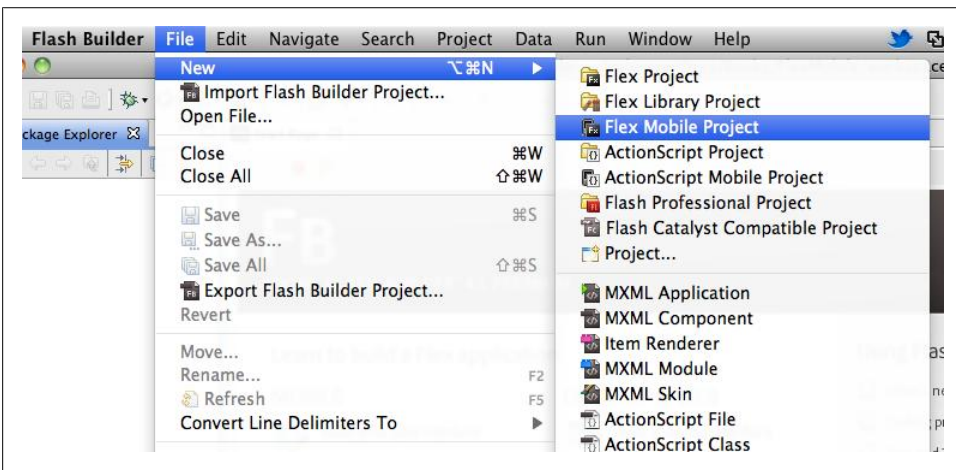 Flash Builder File Edit Navigate Search Project Data Run Window Help
ckage Explorer
New ⌥⌘N ▶
Import Flash Builder Project...
Open File...
Close ⌘W
Close All ⇧⌘W
Save ⌘S
Save As...
Save All ⇧⌘S
Export Flash Builder Project...
Revert
Move...
Rename... F2
Refresh F5
Convert Line Delimiters To ▶
Flex Project
Flex Library Project
Flex Mobile Project
ActionScript Project
ActionScript Mobile Project
Flash Professional Project
Flash Catalyst Compatible Project
Project...
MXML Application
MXML Component
Item Renderer
MXML Module
MXML Skin
ActionScript File
ActionScript Class